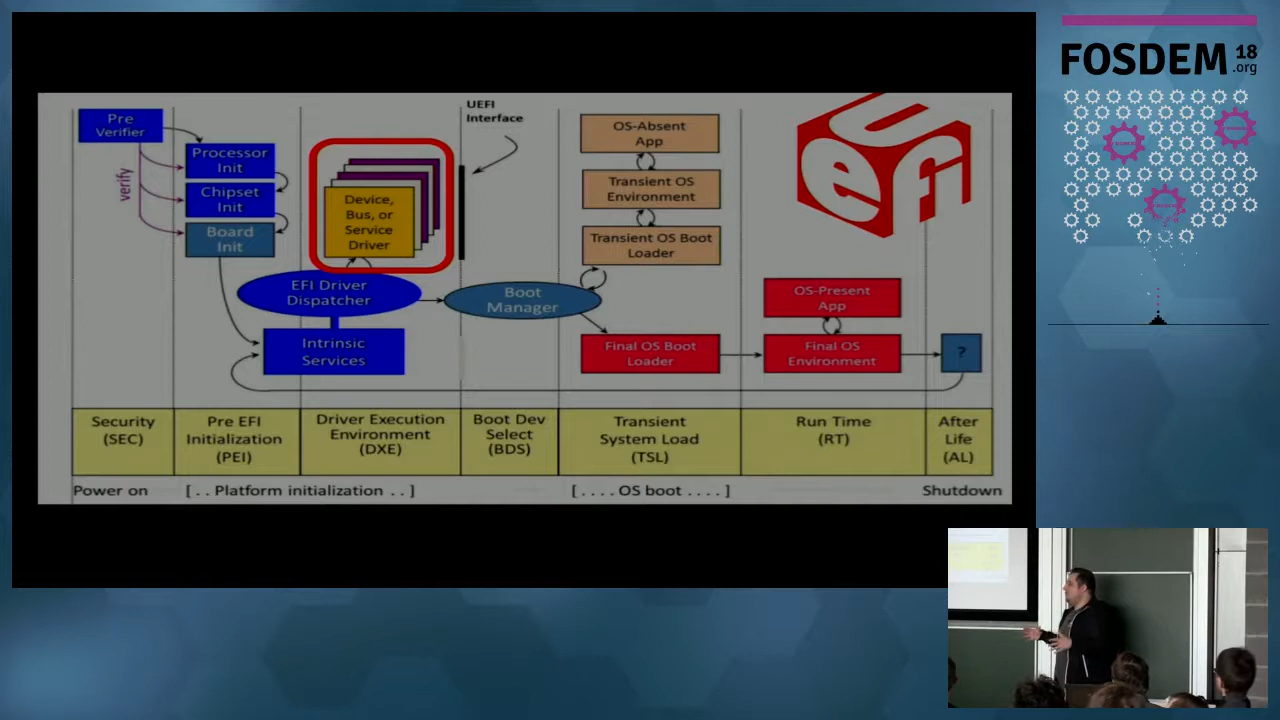 FOSDEM 18
.org
UEFI
Interface
Pre
Verifier
verify
Processor
Init
Chipset
Init
Board
Init
Device,
Bus, or
Service
Driver
EFI Driver
Dispatcher
Intrinsic
Services
Boot
Manager
OS-Absent
App
Transient OS
Environment
Transient OS Boot
Loader
Final OS Boot
Loader
OS-Present
App
Final OS
Environment
?
UEFI
Security
(SEC)
Pre EFI
Initialization
(PEI)
Driver Execution
Environment
(DXE)
Boot Dev
Select
(BDS)
Transient
System Load
(TSL)
Run Time
(RT)
After
Life
(AL)
Power on
[ . . Platform initialization . . ]
[ . . . . OS boot . . . . ]
Shutdown